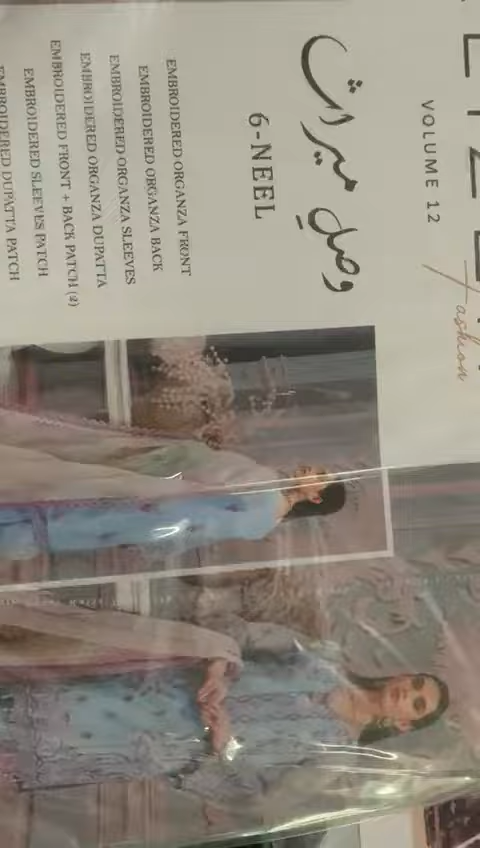 Fashion
VOLUME 12
وصلِ میراث
6-NEEL
EMBROIDERED ORGANZA FRONT
EMBROIDERED ORGANZA BACK
EMBROIDERED ORGANZA SLEEVES
EMBROIDERED ORGANZA DUPATTA
EMBROIDERED FRONT + BACK PATCH (2)
EMBROIDERED SLEEVES PATCH
EMBROIDERED DUPATTA PATCH